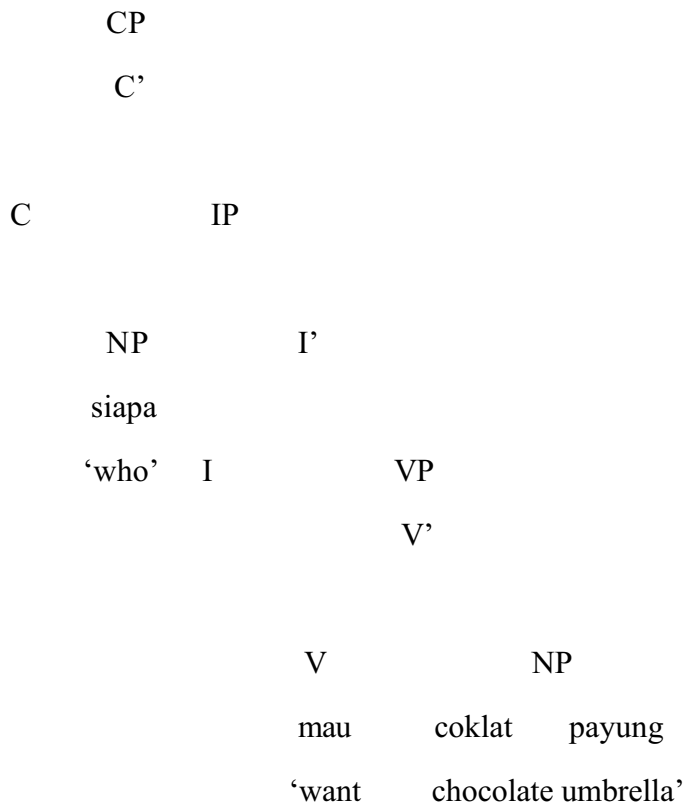 CP
C’
C IP
NP I’
siapa
‘who’ I VP
V’
V NP
mau coklat payung
‘want chocolate umbrella’